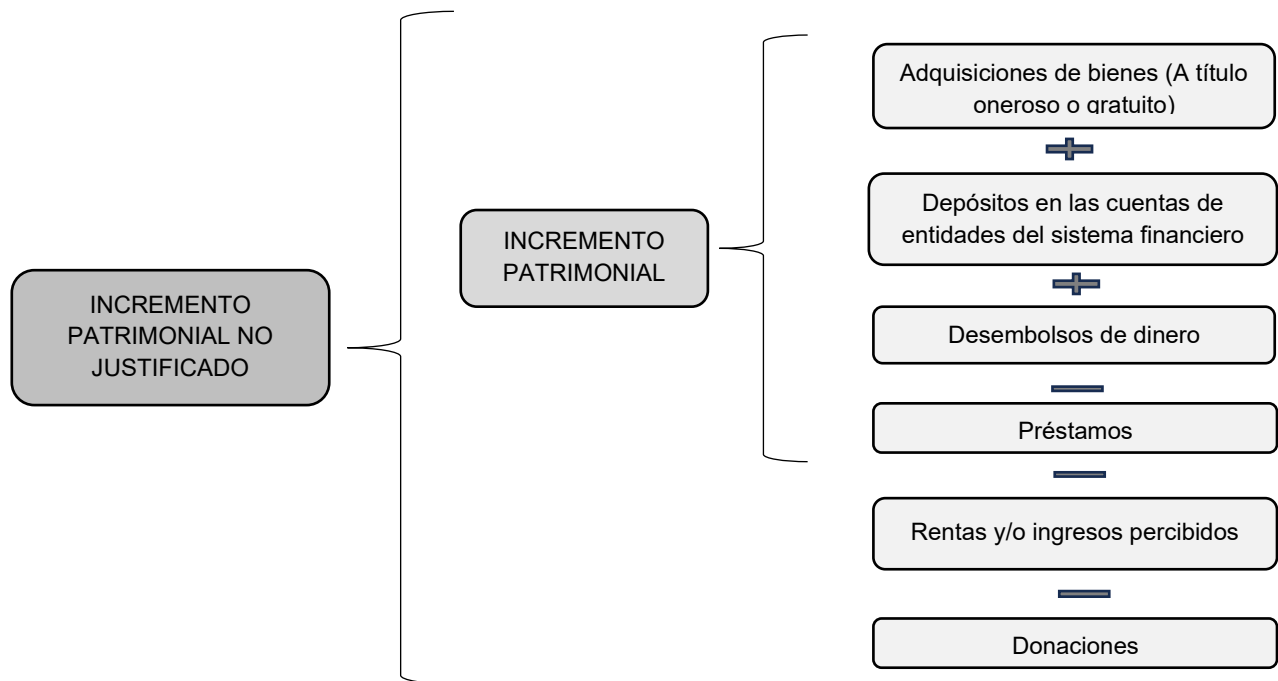 INCREMENTO
PATRIMONIAL NO
JUSTIFICADO
INCREMENTO
PATRIMONIAL
Adquisiciones de bienes (A título
oneroso o gratuito)
Depósitos en las cuentas de
entidades del sistema financiero
Desembolsos de dinero
Préstamos
Rentas y/o ingresos percibidos
Donaciones